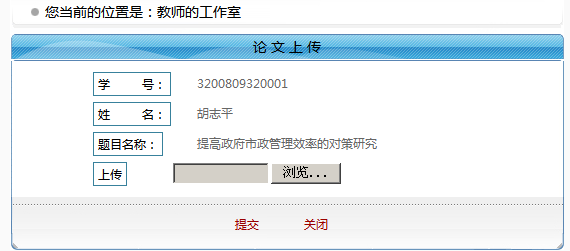 您当前的位置是：教师的工作室
论文上传
学 号： 3200809320001
姓 名： 胡志平
题目名称： 提高政府市政管理效率的对策研究
上传 浏览...
提交 关闭